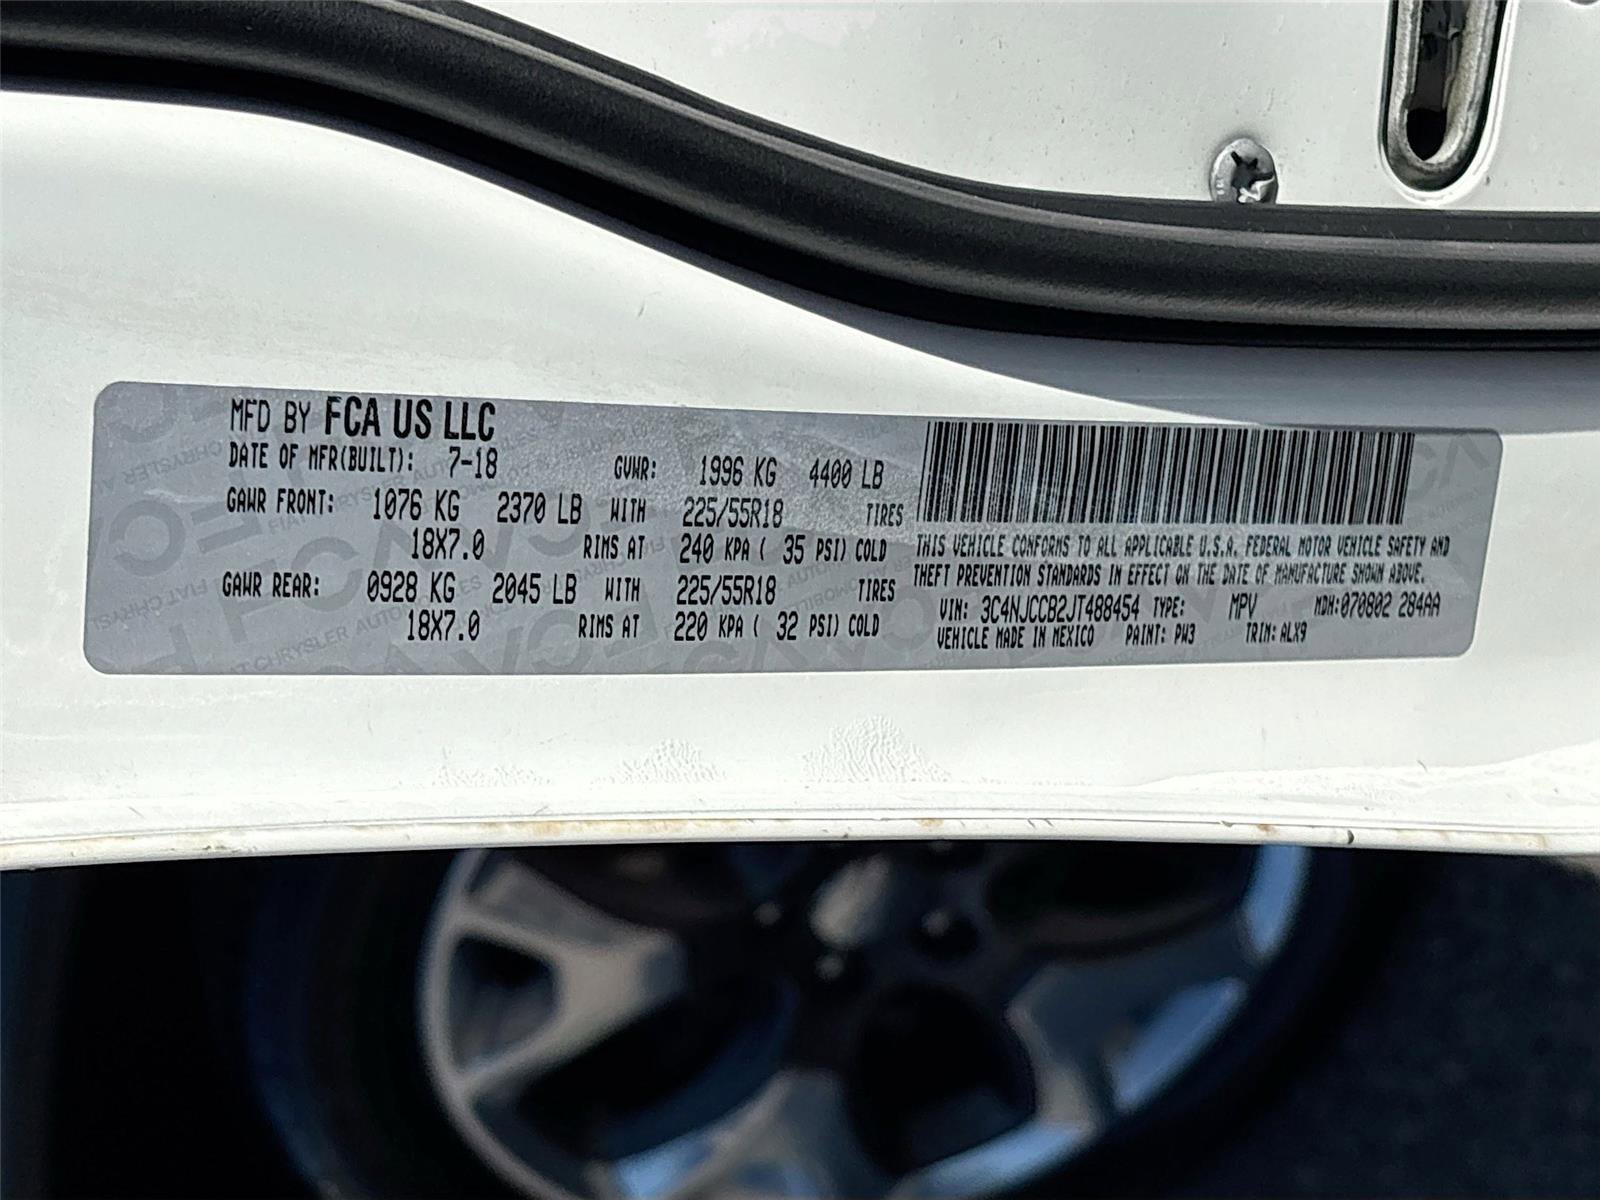 MFD BY FCA US LLC
DATE OF MFR(BUILT): 7-18 GVWR: 1996 KG 4400 LB
GAWR FRONT: 1076 KG 2370 LB WITH 225/55R18 TIRES
18X7.0 RIMS AT 240 KPA ( 35 PSI) COLD
GAWR REAR: 0928 KG 2045 LB WITH 225/55R18 TIRES
18X7.0 RIMS AT 220 KPA ( 32 PSI) COLD
THIS VEHICLE CONFORMS TO ALL APPLICABLE U.S.A. FEDERAL MOTOR VEHICLE SAFETY AND
THEFT PREVENTION STANDARDS IN EFFECT ON THE DATE OF MANUFACTURE SHOWN ABOVE.
VIN: 3C4NJCCB2JT488454 TYPE: MPV MDH:070802 284AA
VEHICLE MADE IN MEXICO PAINT: PW3 TRIM: ALX9